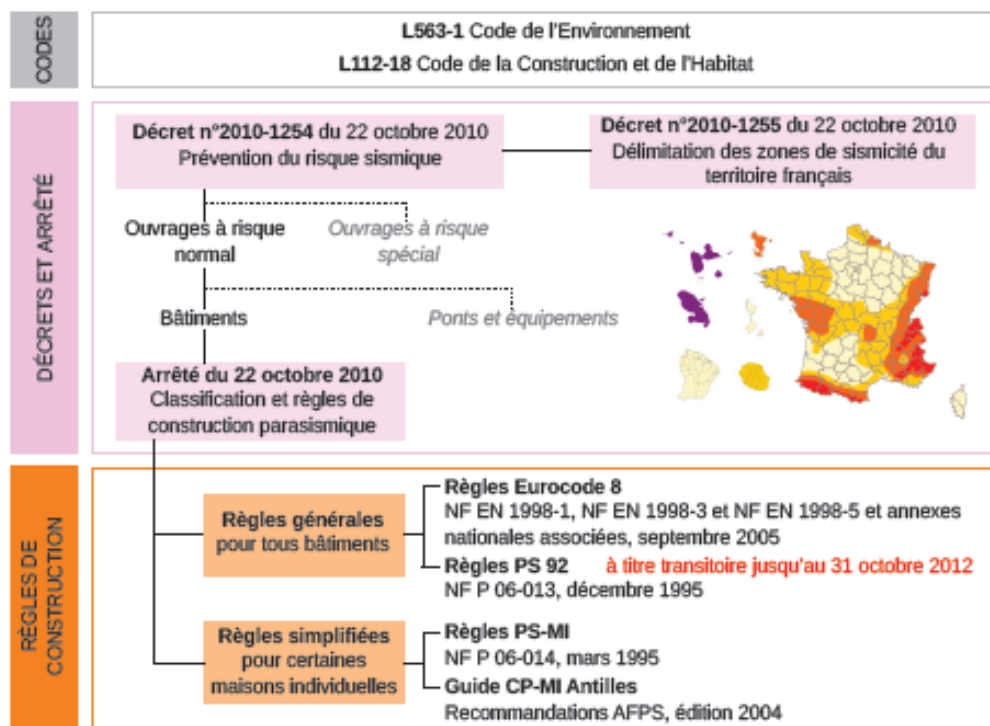 CODES
L563-1 Code de l'Environnement
L112-18 Code de la Construction et de l'Habitat
DÉCRETS ET ARRÊTÉ
Décret n°2010-1254 du 22 octobre 2010
Prévention du risque sismique
Décret n°2010-1255 du 22 octobre 2010
Délimitation des zones de sismicité du
territoire français
Ouvrages à risque
normal
Ouvrages à risque
spécial
Bâtiments
Ponts et équipements
Arrêté du 22 octobre 2010
Classification et règles de
construction parasismique
RÈGLES DE
CONSTRUCTION
Règles générales
pour tous bâtiments
Règles Eurocode 8
NF EN 1998-1, NF EN 1998-3 et NF EN 1998-5 et annexes
nationales associées, septembre 2005
Règles PS 92 à titre transitoire jusqu'au 31 octobre 2012
NF P 06-013, décembre 1995
Règles simplifiées
pour certaines
maisons individuelles
Règles PS-MI
NF P 06-014, mars 1995
Guide CP-MI Antilles
Recommandations AFPS, édition 2004